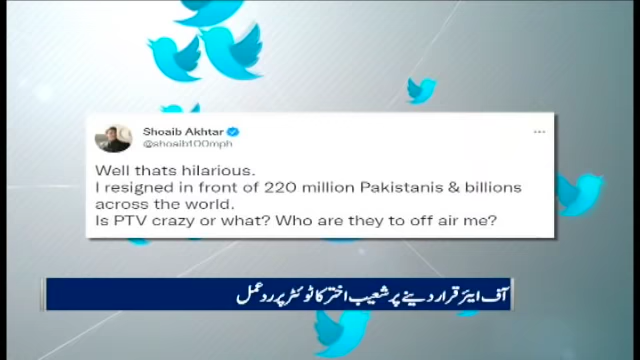 Shoaib Akhtar
@shoaib100mph
Well thats hilarious.
I resigned in front of 220 million Pakistanis & billions
across the world.
Is PTV crazy or what? Who are they to off air me?
آف ایئر قرار دینے پر شعیب اختر کا ٹوئٹر پر ردعمل